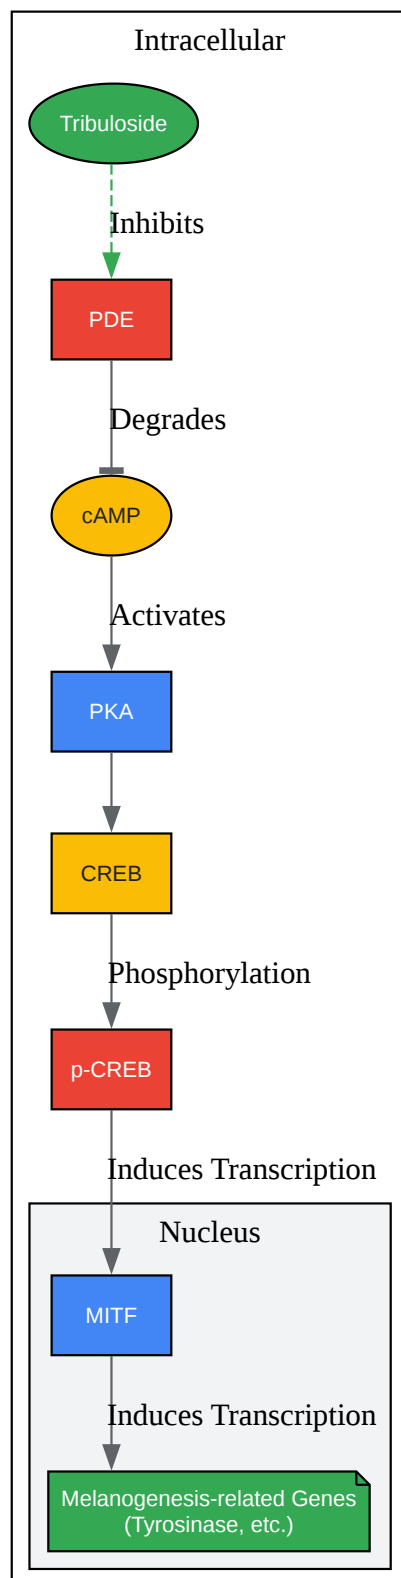 Intracellular
Tribuloside
Inhibits
PDE
Degrades
cAMP
Activates
PKA
CREB
Phosphorylation
p-CREB
Induces Transcription
Nucleus
MITF
Induces Transcription
Melanogenesis-related Genes
(Tyrosinase, etc.)